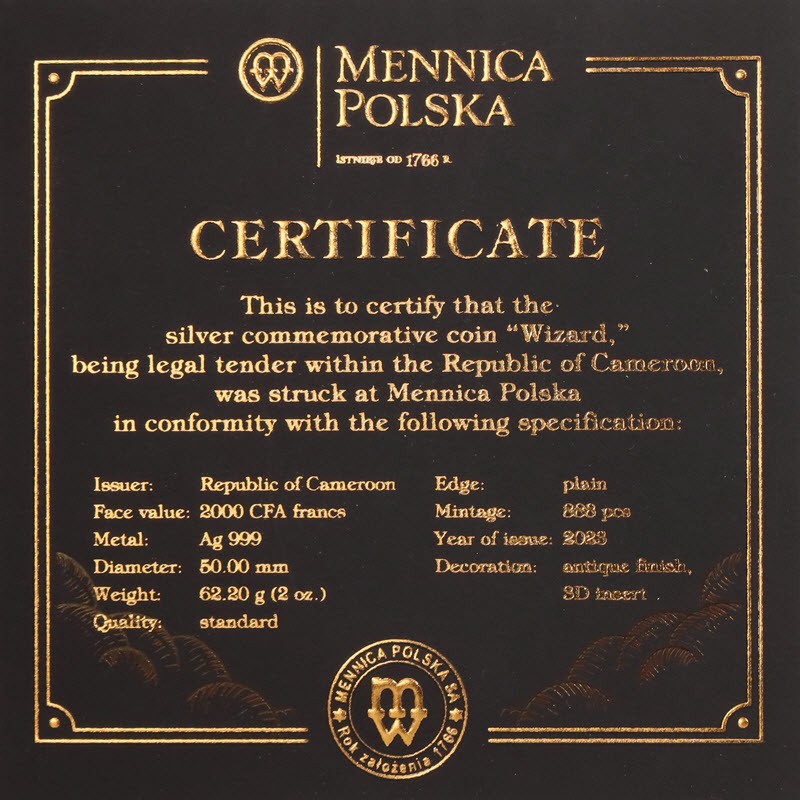 MENNICA
POLSKA
ISTNIEJE OD 1766 R.
CERTIFICATE
This is to certify that the
silver commemorative coin “Wizard,”
being legal tender within the Republic of Cameroon,
was struck at Mennica Polska
in conformity with the following specification:
Issuer: Republic of Cameroon
Face value: 2000 CFA francs
Metal: Ag 999
Diameter: 50.00 mm
Weight: 62.20 g (2 oz.)
Quality: standard
Edge: plain
Mintage: 888 pcs
Year of issue: 2023
Decoration: antique finish,
3D insert
MENNICA POLSKA SA
MW
Rok założenia 1766